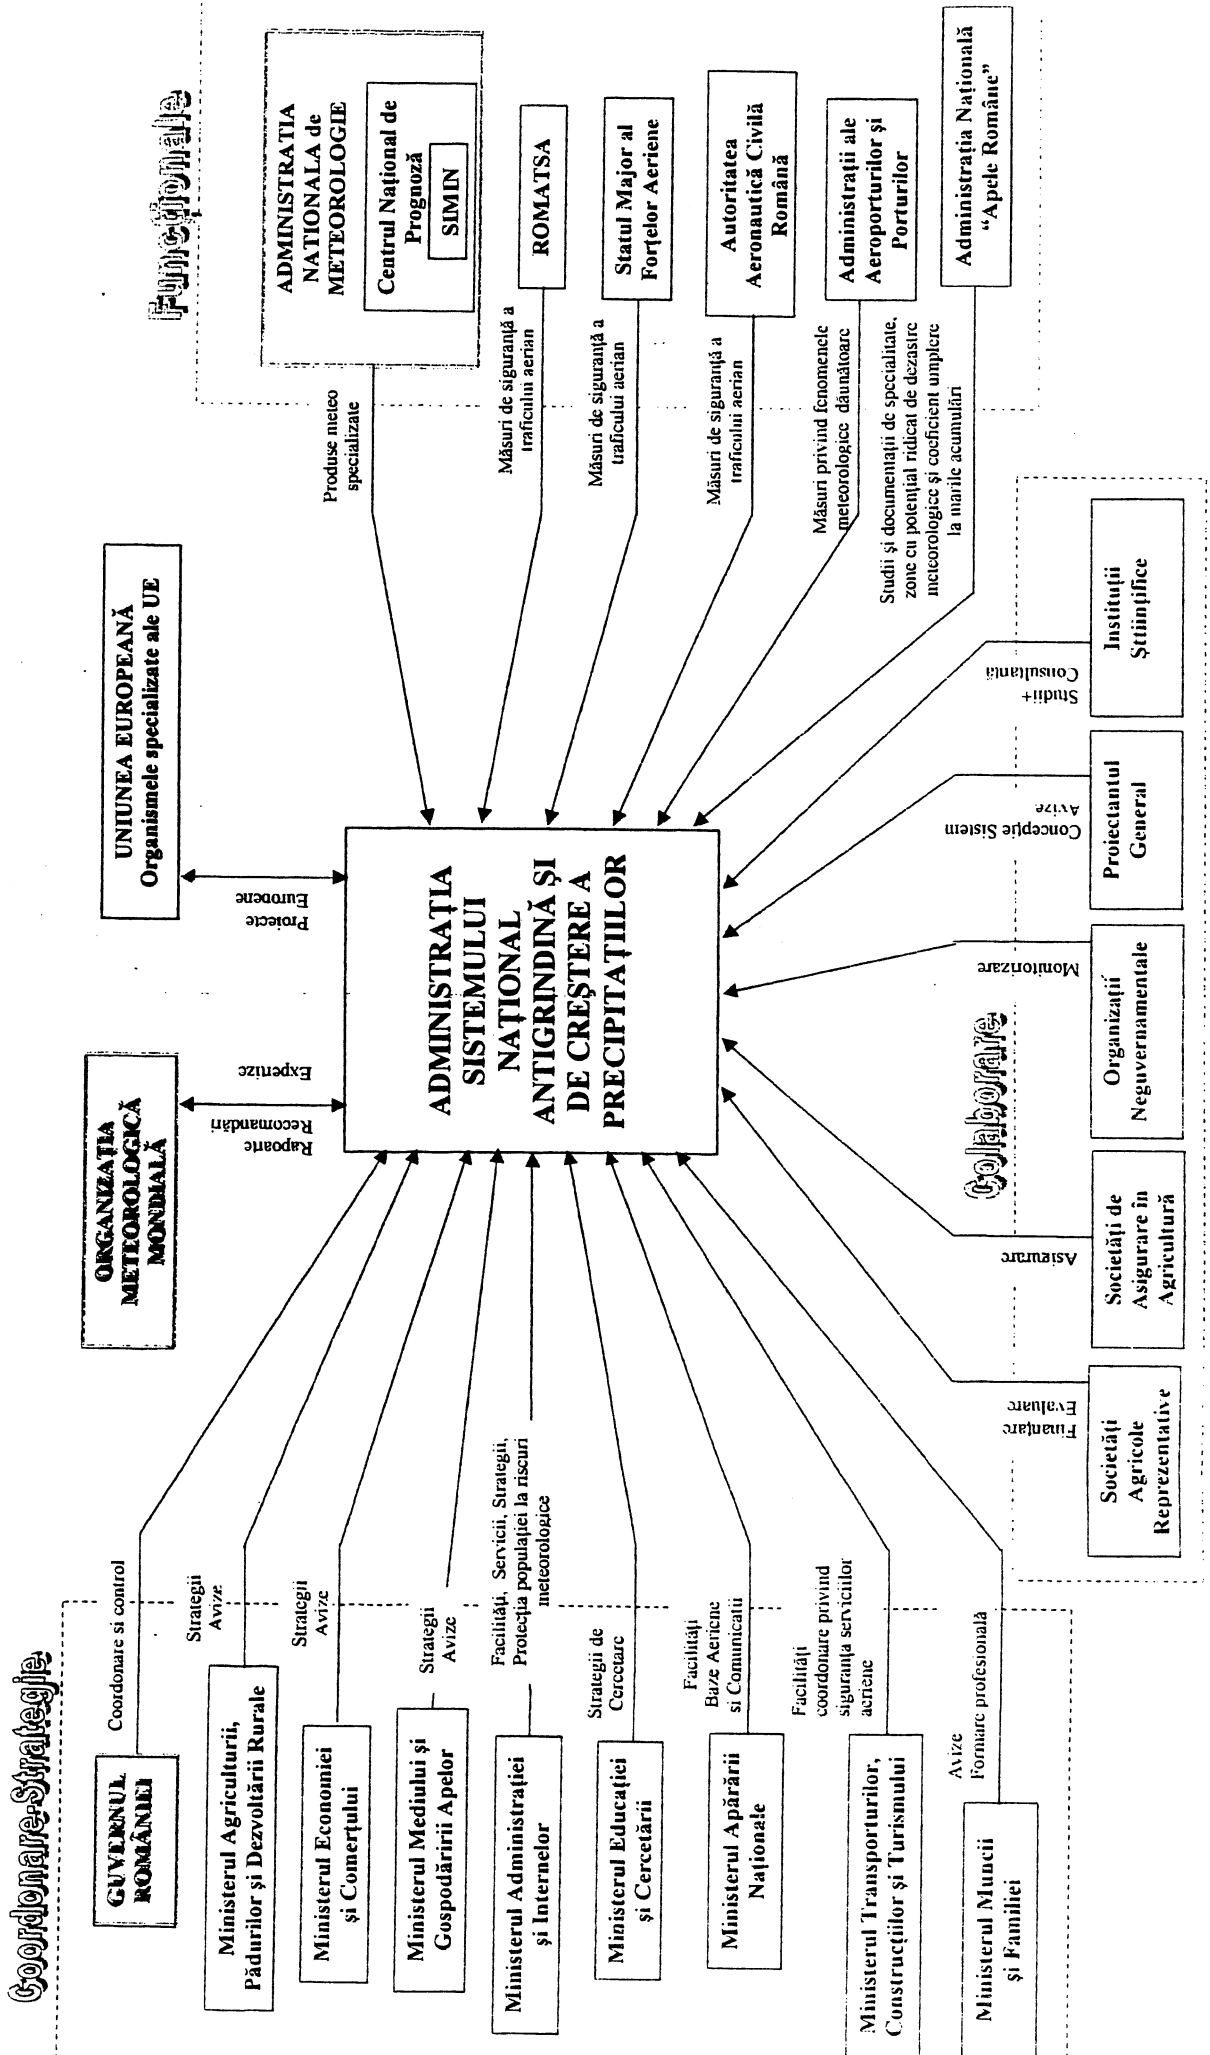 Coordonare-Strategie
GUVERNUL
ROMÂNIEI
Coordonare si control
Ministerul Agriculturii,
Pădurilor și Dezvoltării Rurale
Strategii
Avize
Ministerul Economiei
și Comerțului
Strategii
Avize
Ministerul Mediului și
Gospodăririi Apelor
Strategii
Avize
Ministerul Administrației
și Internelor
Facilități, Servicii, Strategii,
Protecția populației la riscuri
meteorologice
Ministerul Educației
și Cercetării
Strategii de
Cercetare
Ministerul Apărării
Naționale
Facilități
Baze Aeriene
si Comunicatii
Ministerul Transporturilor,
Construcțiilor și Turismului
Facilități
coordonare privind
siguranța serviciilor
aeriene
Ministerul Muncii
și Familiei
Avize
Formare profesională
ORGANIZAȚIA
METEOROLOGICĂ
MONDIALĂ
Rapoarte
Recomandări
Expertize
UNIUNEA EUROPEANĂ
Organismele specializate ale UE
Proiecte
Europene
ADMINISTRAȚIA
SISTEMULUI
NAȚIONAL
ANTIGRINDINĂ ȘI
DE CREȘTERE A
PRECIPITAȚIILOR
Funcționale
ADMINISTRATIA
NATIONALA de
METEOROLOGIE
Centrul Național de
Prognoză
SIMIN
Produse meteo
specializate
ROMATSA
Măsuri de siguranță a
traficului aerian
Statul Major al
Forțelor Aeriene
Măsuri de siguranță a
traficului aerian
Autoritatea
Aeronautică Civilă
Română
Măsuri de siguranță a
traficului aerian
Administrații ale
Aeroporturilor și
Porturilor
Măsuri privind fenomenele
meteorologice dăunătoare
Administrația Națională
“Apele Române”
Studii și documentații de specialitate,
zone cu potențial ridicat de dezastre
meteorologice și coeficient umplere
la marile acumulări
Colaborare
Societăți
Agricole
Reprezentative
Finanțare
Evaluare
Societăți de
Asigurare în
Agricultură
Asigurare
Organizații
Neguvernamentale
Monitorizare
Proiectantul
General
Concepție Sistem
Avize
Instituții
Științifice
Studii+
Consultanță